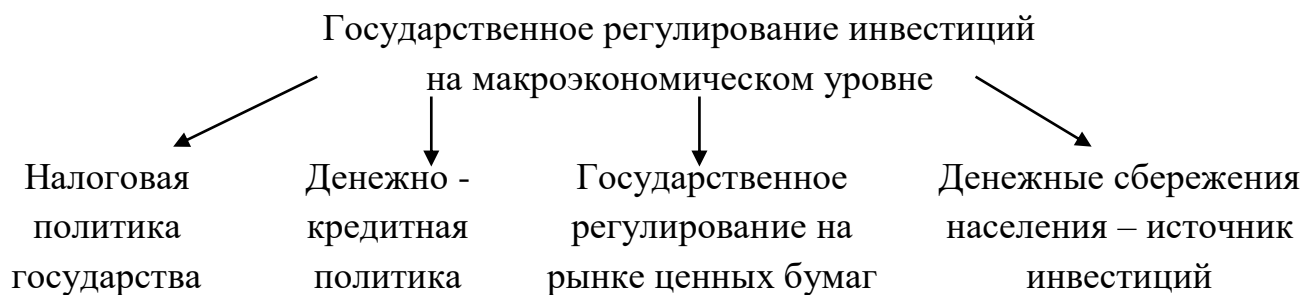 Государственное регулирование инвестиций
на макроэкономическом уровне
Налоговая
политика
государства
Денежно -
кредитная
политика
Государственное
регулирование на
рынке ценных бумаг
Денежные сбережения
населения – источник
инвестиций